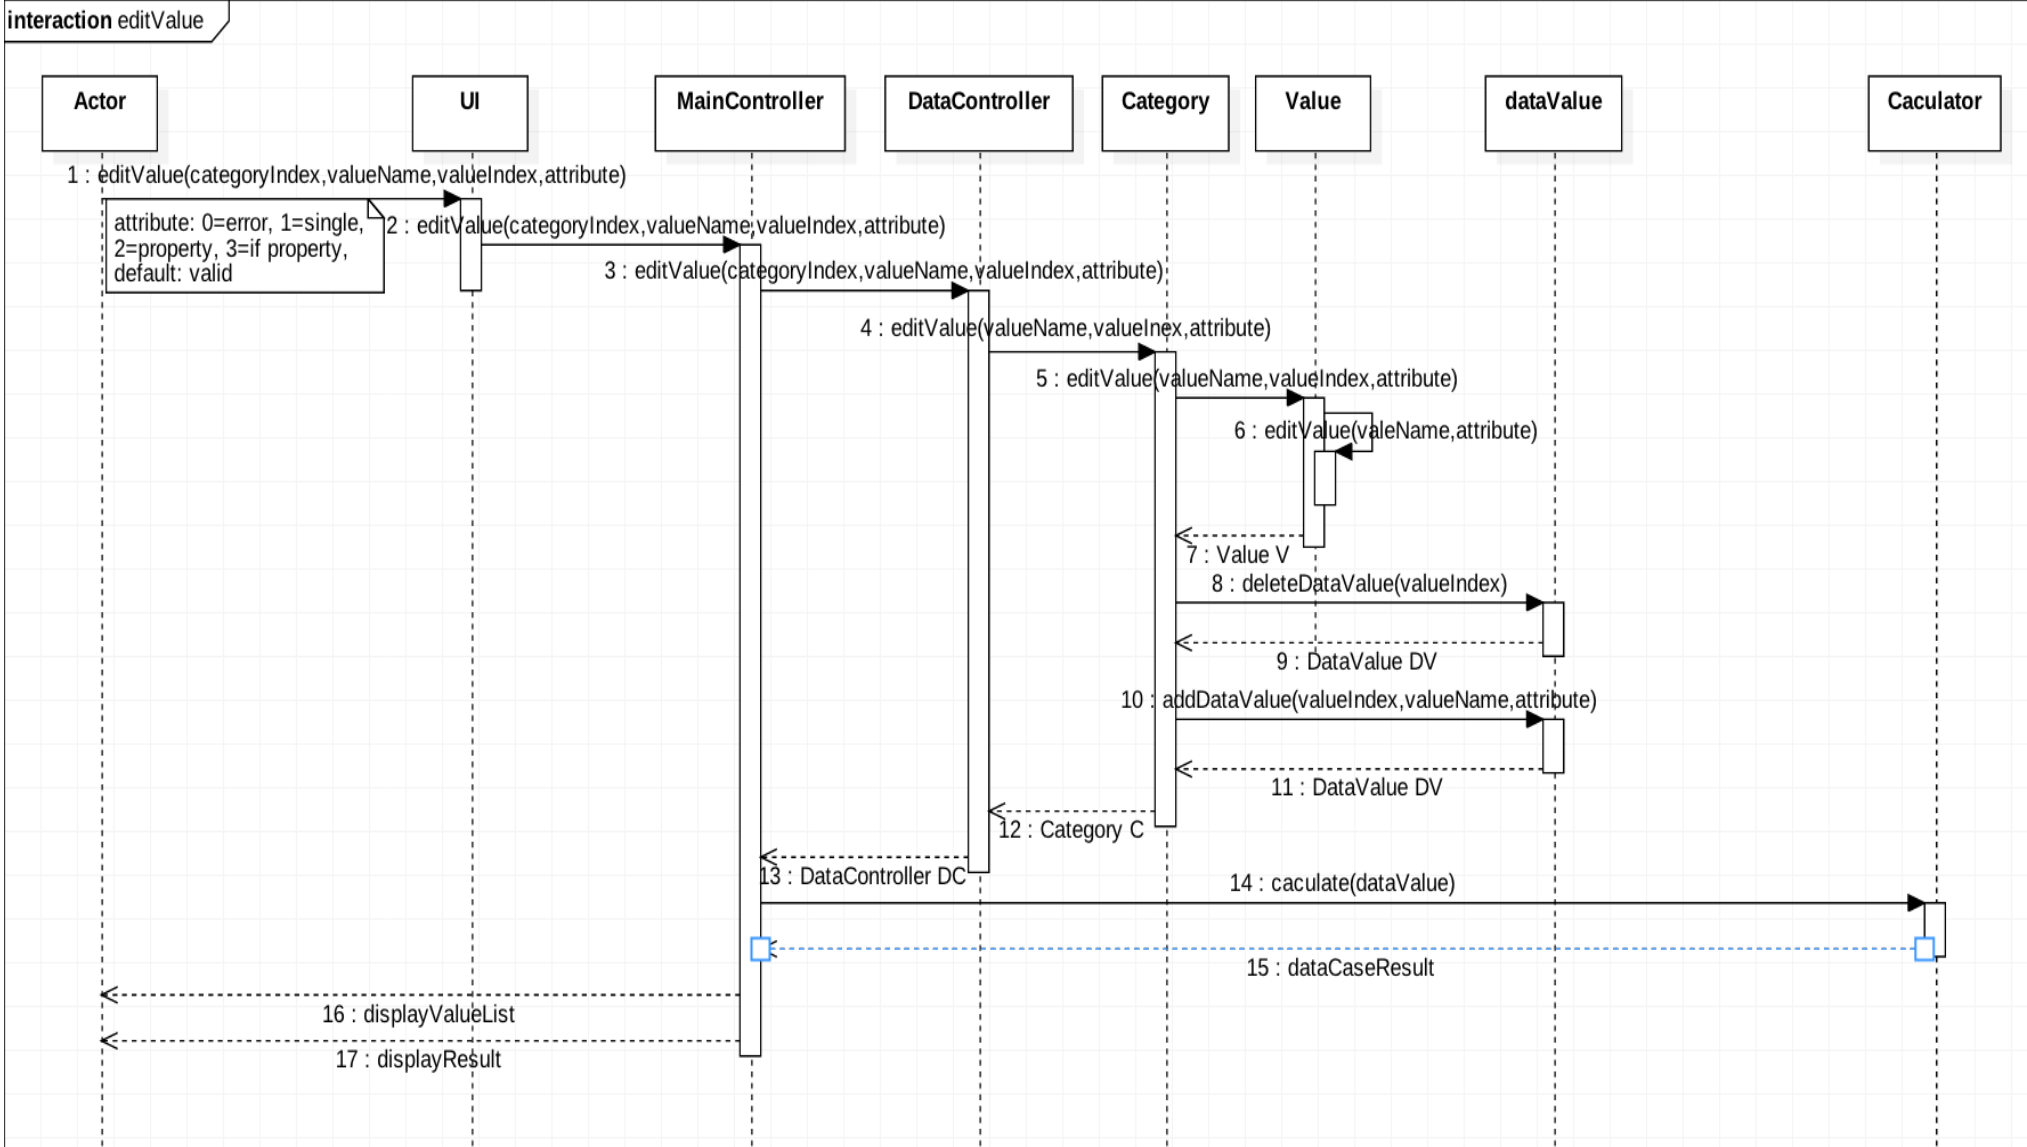 interaction editValue
Actor
UI
MainController
DataController
Category
Value
dataValue
Caculator
1 : editValue(categoryIndex,valueName,valueIndex,attribute)
attribute: 0=error, 1=single,
2=property, 3=if property,
default: valid
2 : editValue(categoryIndex,valueName,valueIndex,attribute)
3 : editValue(categoryIndex,valueName,valueIndex,attribute)
4 : editValue(valueName,valueInex,attribute)
5 : editValue(valueName,valueIndex,attribute)
6 : editValue(valeName,attribute)
7 : Value V
8 : deleteDataValue(valueIndex)
9 : DataValue DV
10 : addDataValue(valueIndex,valueName,attribute)
11 : DataValue DV
12 : Category C
13 : DataController DC
14 : caculate(dataValue)
15 : dataCaseResult
16 : displayValueList
17 : displayResult